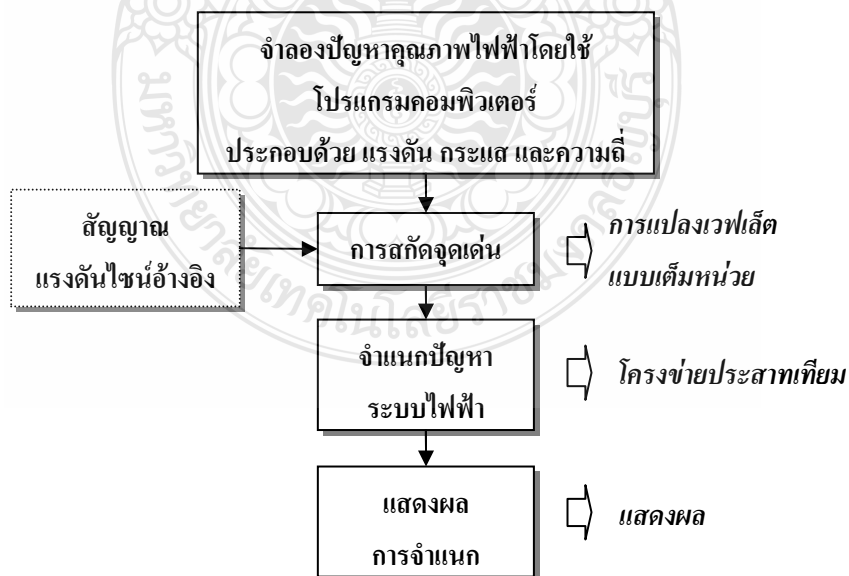 จำลองปัญหาคุณภาพไฟฟ้าโดยใช้
โปรแกรมคอมพิวเตอร์
ประกอบด้วย แรงดัน กระแส และความถี่
สัญญาณ
แรงดันไซน์อ้างอิง
การสกัดจุดเด่น
การแปลงเวฟเล็ต
แบบเต็มหน่วย
จำแนกปัญหา
ระบบไฟฟ้า
โครงข่ายประสาทเทียม
แสดงผล
การจำแนก
แสดงผล